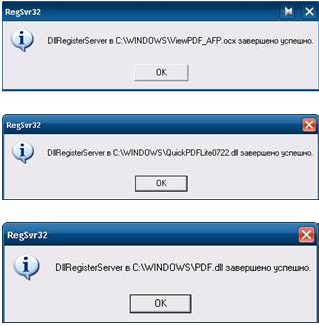 RegSvr32
DllRegisterServer в C:\WINDOWS\ViewPDF_AFP.ocx завершено успешно.
OK
RegSvr32
DllRegisterServer в C:\WINDOWS\QuickPDFLite0722.dll завершено успешно.
OK
RegSvr32
DllRegisterServer в C:\WINDOWS\PDF.dll завершено успешно.
OK